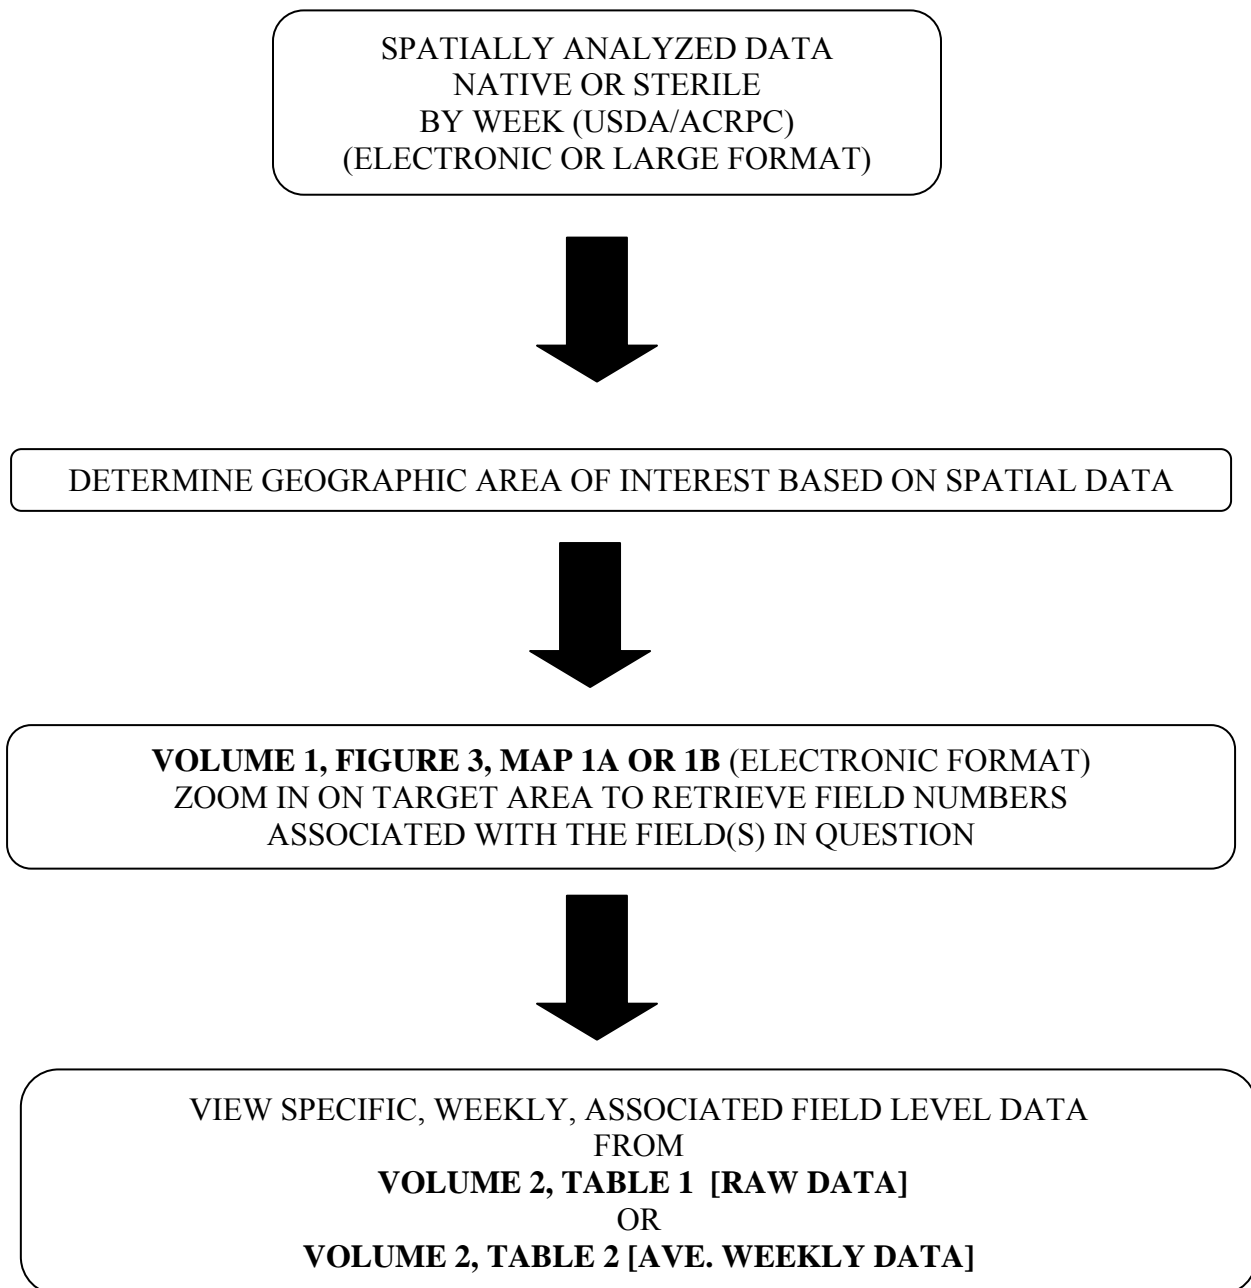 SPATIALLY ANALYZED DATA
NATIVE OR STERILE
BY WEEK (USDA/ACRPC)
(ELECTRONIC OR LARGE FORMAT)
DETERMINE GEOGRAPHIC AREA OF INTEREST BASED ON SPATIAL DATA
VOLUME 1, FIGURE 3, MAP 1A OR 1B (ELECTRONIC FORMAT)
ZOOM IN ON TARGET AREA TO RETRIEVE FIELD NUMBERS
ASSOCIATED WITH THE FIELD(S) IN QUESTION
VIEW SPECIFIC, WEEKLY, ASSOCIATED FIELD LEVEL DATA
FROM
VOLUME 2, TABLE 1  [RAW DATA]
OR
VOLUME 2, TABLE 2 [AVE. WEEKLY DATA]